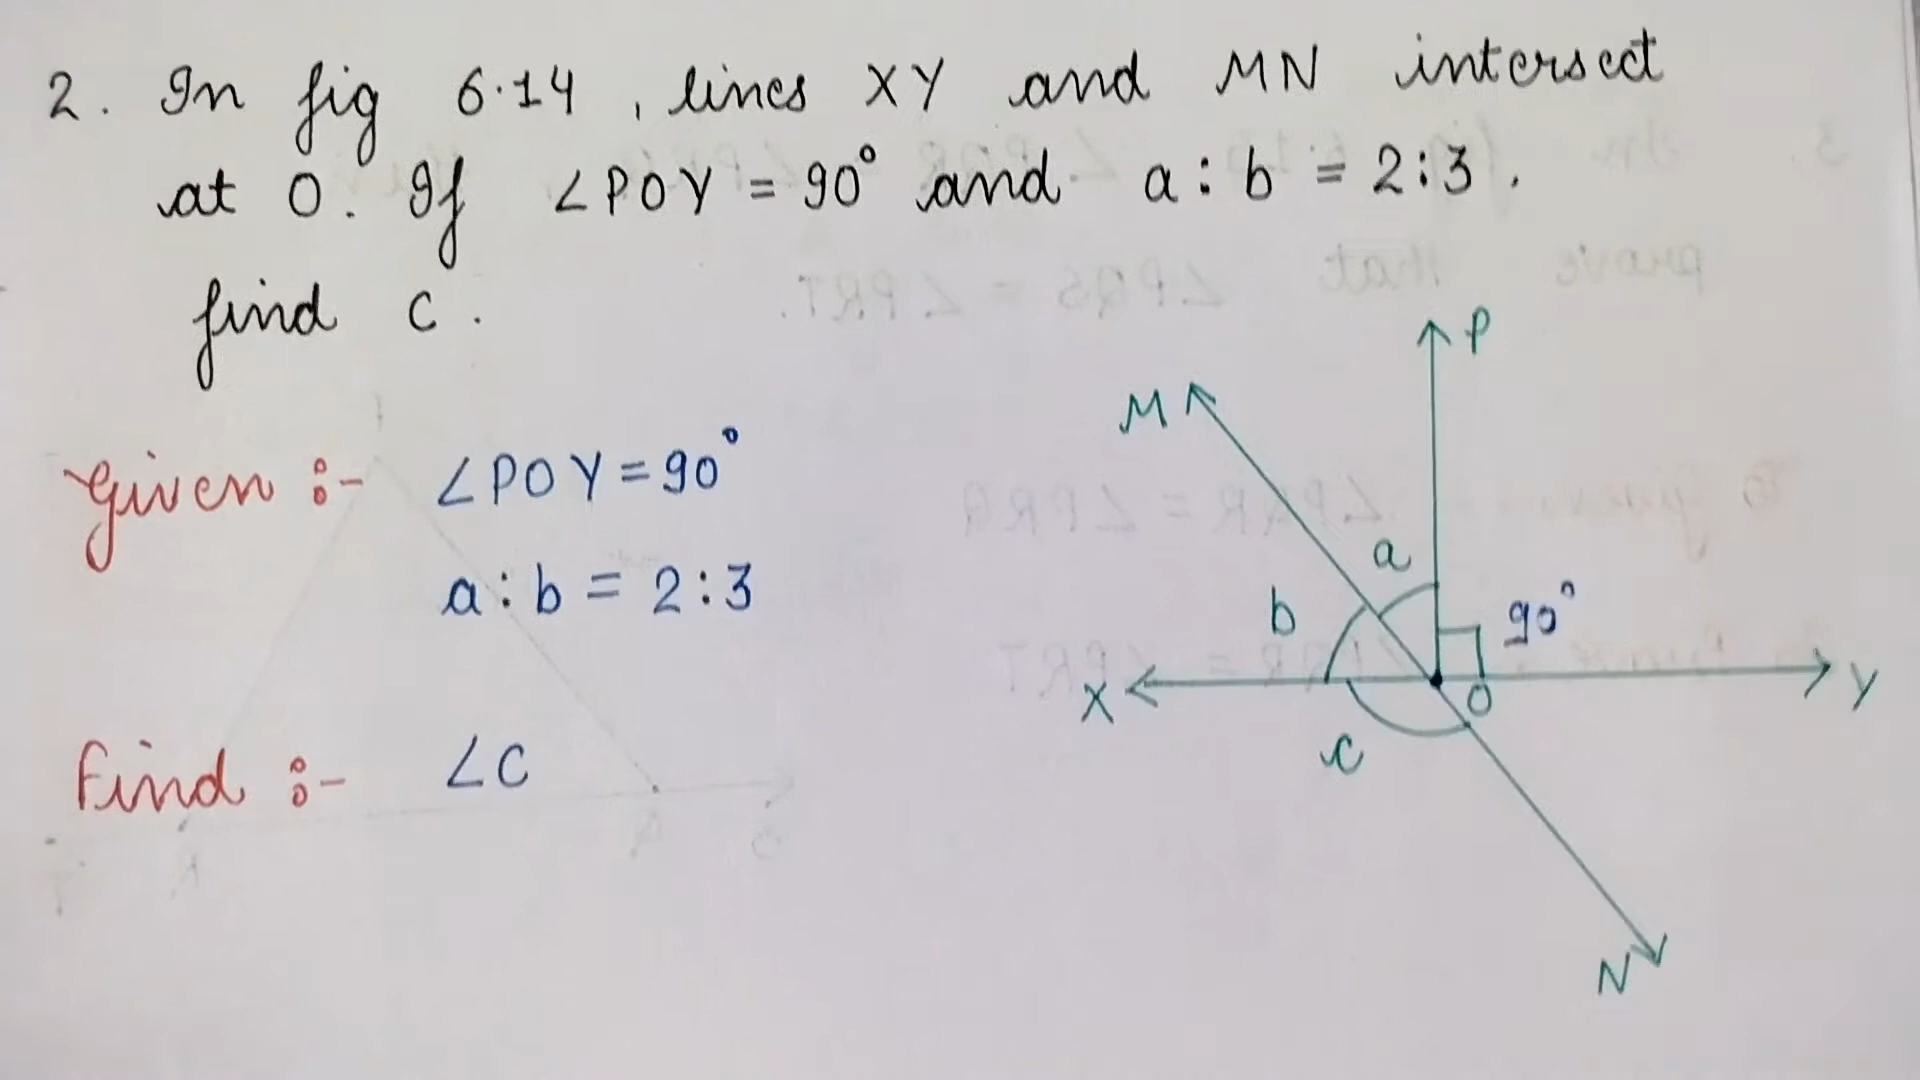 2. In fig 6.14, lines XY and MN intersect
at O. If ∠POY = 90° and a : b = 2:3.
find c.
Given :- ∠POY = 90°
a : b = 2:3
Find :- ∠C
P
M
a
b
90°
X
O
Y
c
N